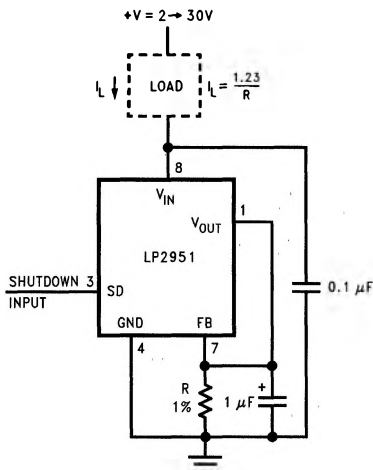 +V = 2→30V
I_L ↓ LOAD I_L = 1.23/R
8
V_IN
1
V_OUT
LP2951
SHUTDOWN 3
INPUT
SD
0.1 μF
GND FB
4 7
R
1%
+
1 μF